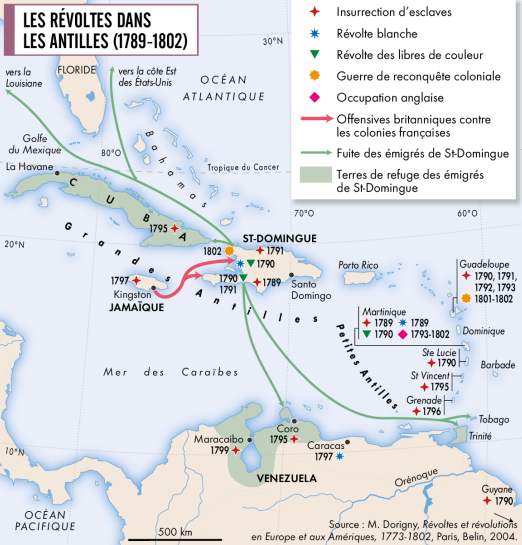 LES RÉVOLTES DANS
LES ANTILLES (1789-1802)
Insurrection d'esclaves
Révolte blanche
Révolte des libres de couleur
Guerre de reconquête coloniale
Occupation anglaise
Offensives britanniques contre
les colonies françaises
Fuite des émigrés de St-Domingue
Terres de refuge des émigrés
de St-Domingue
30°N
vers la
Louisiane
FLORIDE
vers la côte Est
des États-Unis
OCÉAN
ATLANTIQUE
Golfe
du Mexique
80°O
Bahamas
Tropique du Cancer
La Havane
CUBA
1795
70°O
60°O
20°N
Grandes Antilles
ST-DOMINGUE
1802
1791
1790
1790
1791
1789
Santo
Domingo
Porto Rico
1797
Kingston
JAMAÏQUE
Guadeloupe
1790, 1791,
1792, 1793
1801-1802
Martinique
1789 1789
1790 1793-1802
Dominique
Petites Antilles
Ste Lucie
1790
Barbade
St Vincent
1795
Grenade
1796
Mer des Caraïbes
Tobago
Trinité
Coro
1795
Maracaibo
1799
Caracas
1797
10°N
VENEZUELA
Orénoque
Guyane
1790
OCÉAN
PACIFIQUE
500 km
Source : M. Dorigny, Révoltes et révolutions
en Europe et aux Amériques, 1773-1802, Paris, Belin, 2004.